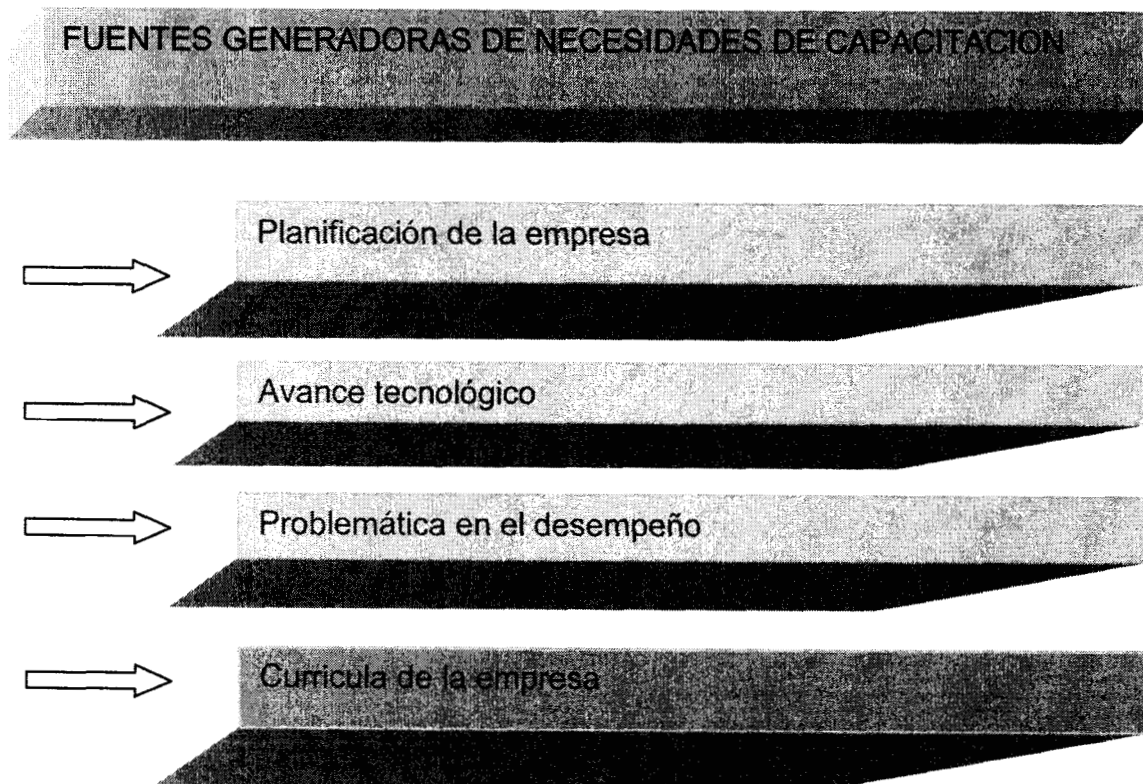 FUENTES GENERADORAS DE NECESIDADES DE CAPACITACION
Planificación de la empresa
Avance tecnológico
Problemática en el desempeño
Curricula de la empresa